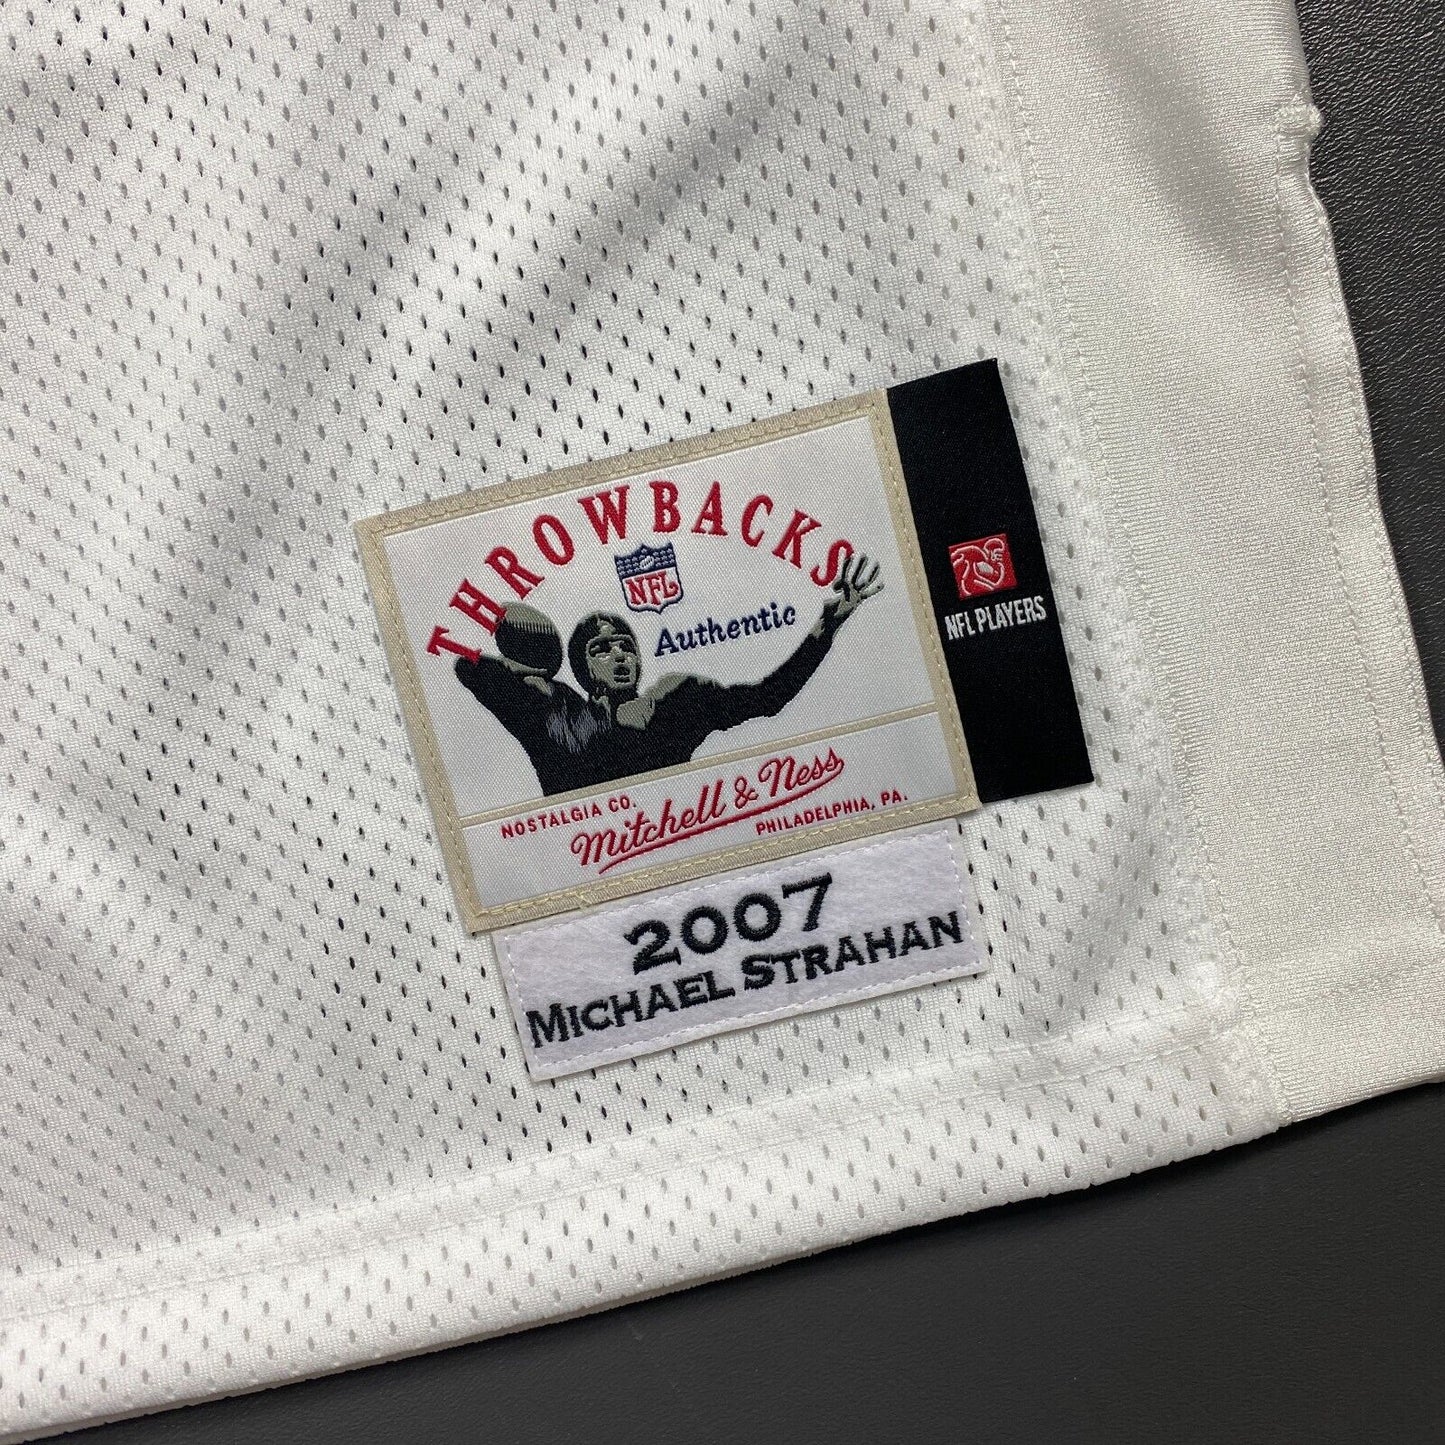 THROWBACKS
NFL
Authentic
NFL PLAYERS
NOSTALGIA CO.
Mitchell & Ness
PHILADELPHIA, PA.
2007
MICHAEL STRAHAN